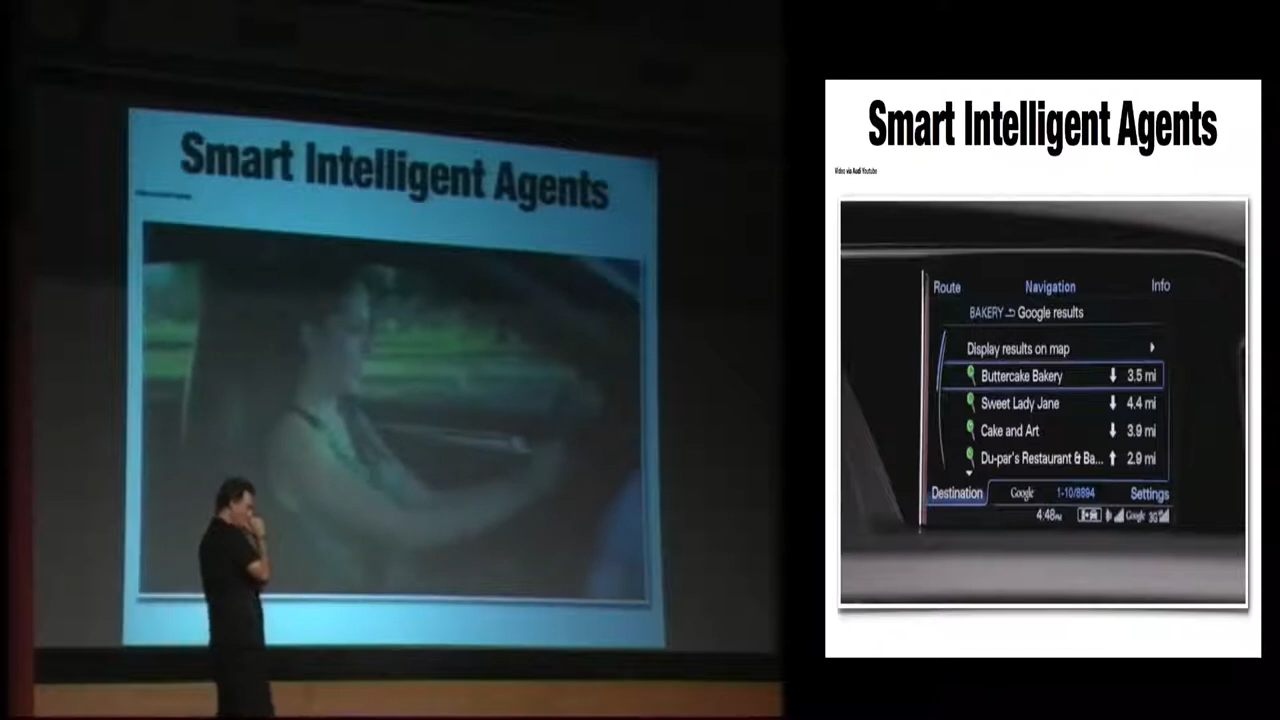 Smart Intelligent Agents
Smart Intelligent Agents
Video via Audi Youtube
Route Navigation Info
BAKERY Google results
Display results on map
Buttercake Bakery 3.5 mi
Sweet Lady Jane 4.4 mi
Cake and Art 3.9 mi
Du-par's Restaurant & Ba... 2.9 mi
Destination Google 1-10/8894 Settings
4:48PM Google 3G